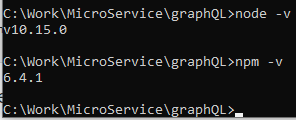 C:\Work\MicroService\graphQL>node -v
v10.15.0
C:\Work\MicroService\graphQL>npm -v
6.4.1
C:\Work\MicroService\graphQL>_